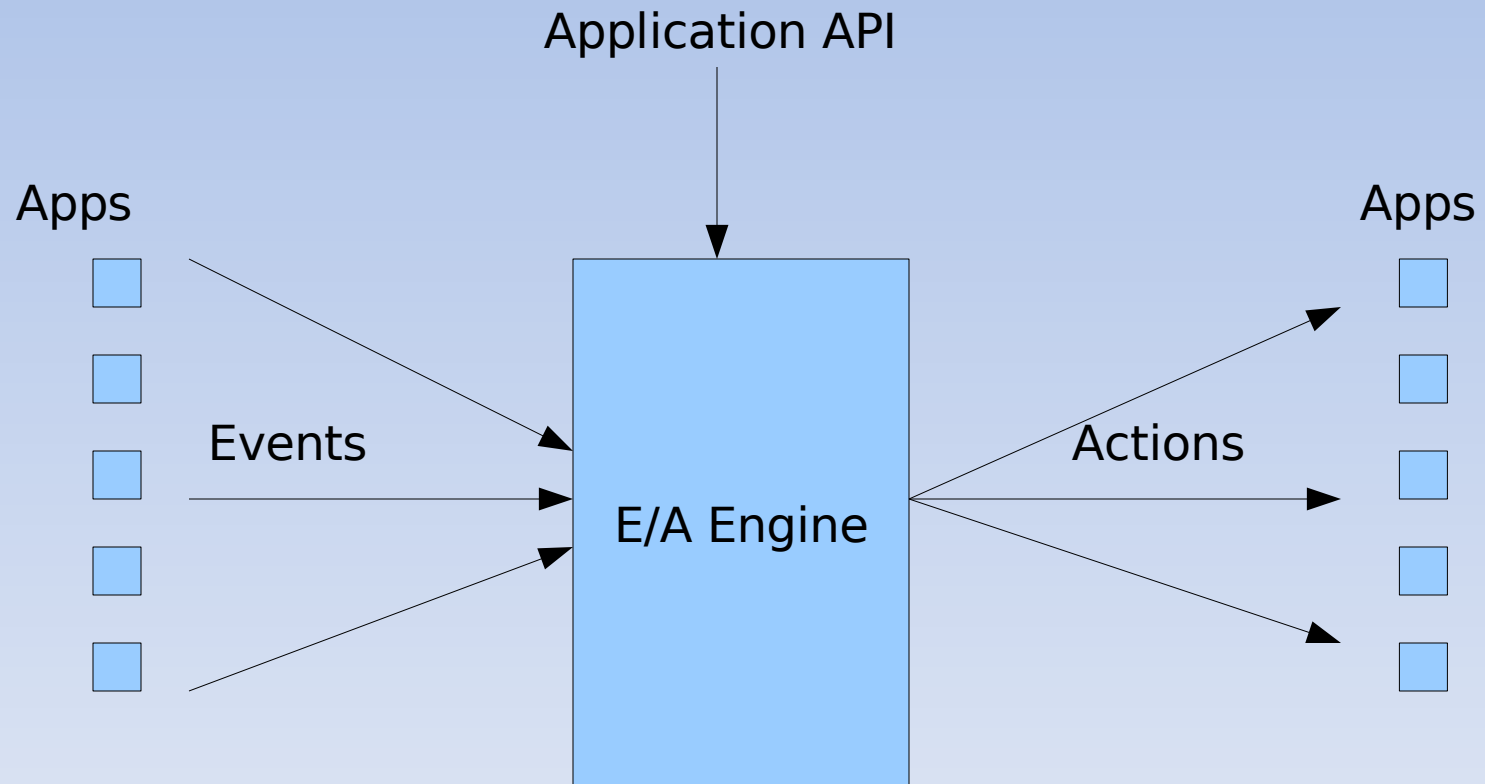 Application API
Apps
Apps
Events
Actions
E/A Engine